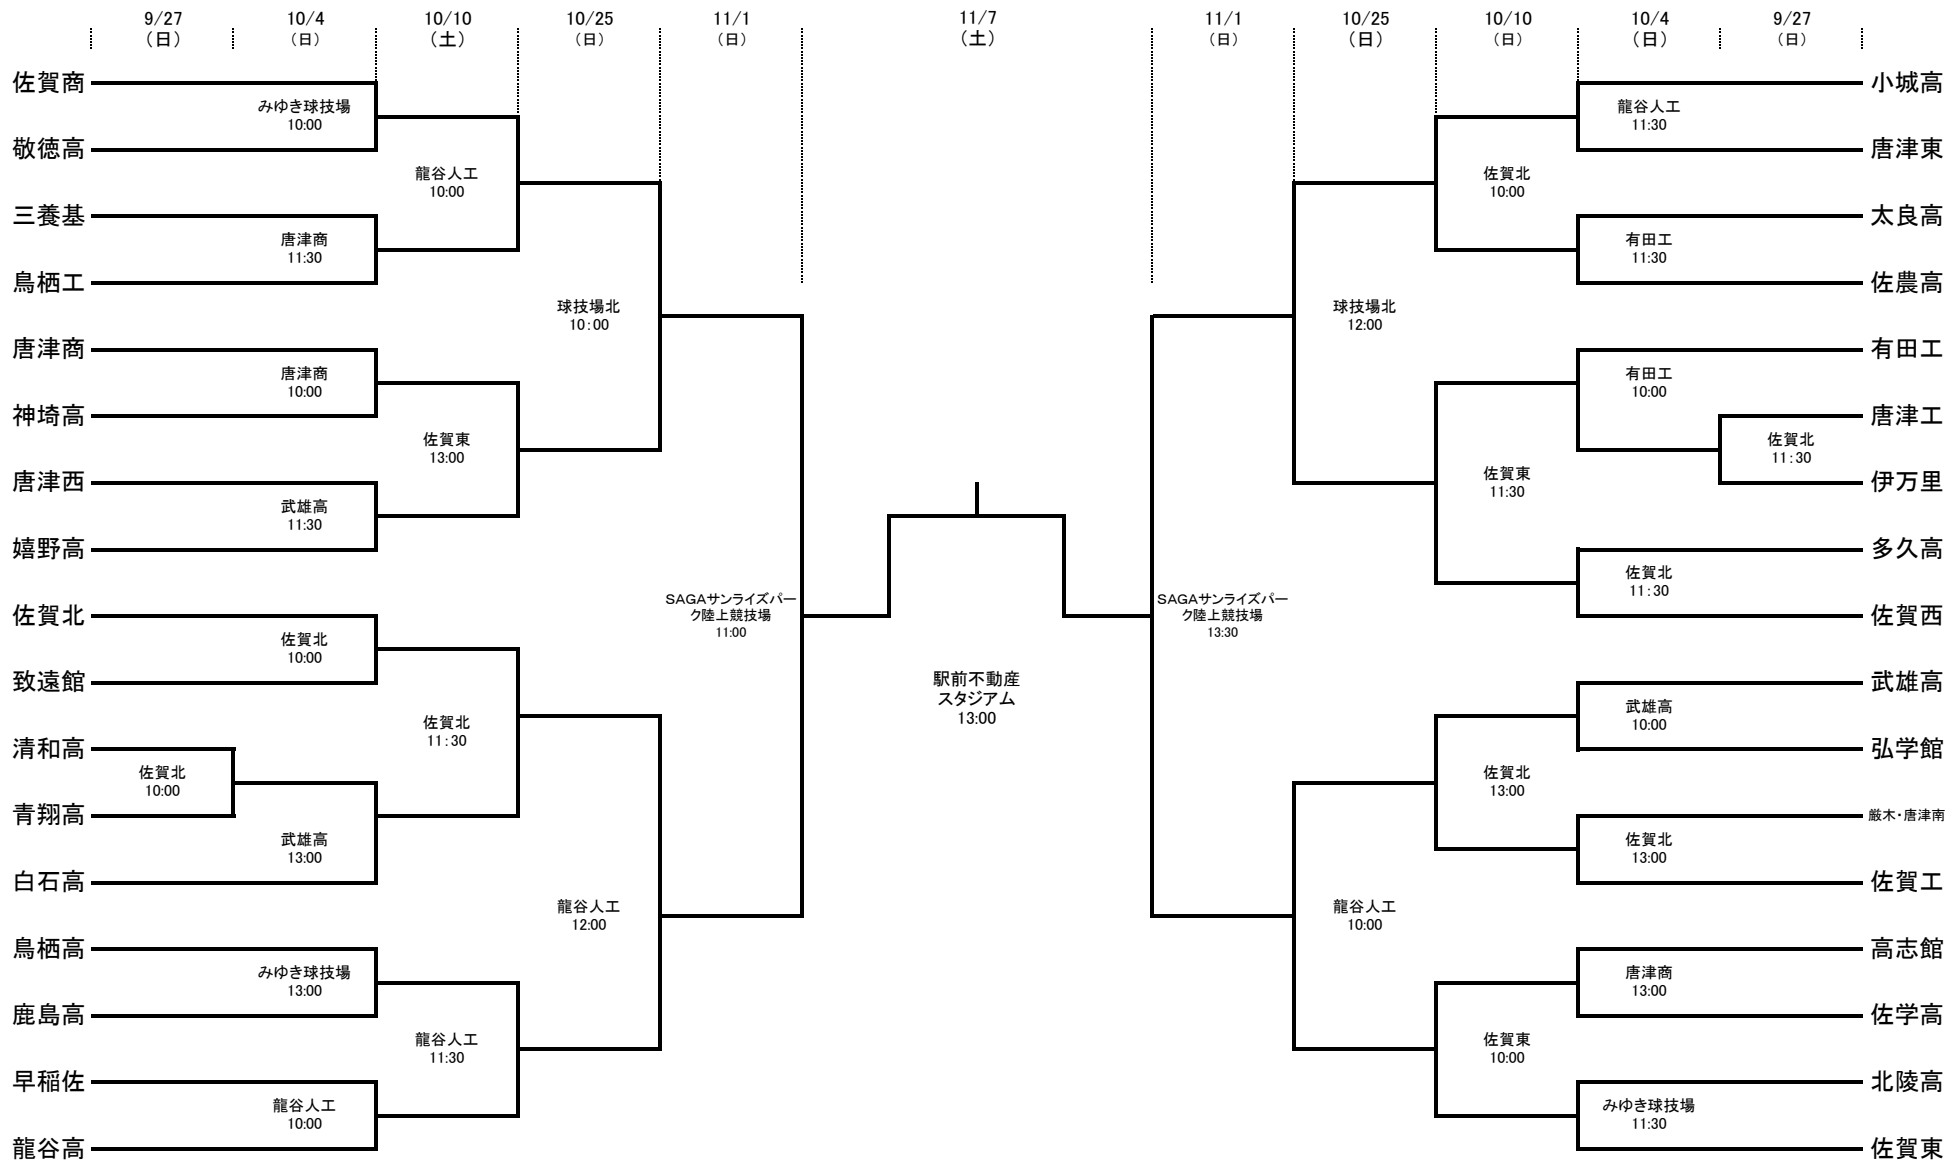 9/27
（日）
10/4
（日）
10/10
（土）
10/25
（日）
11/1
（日）
11/7
（土）
11/1
（日）
10/25
（日）
10/10
（日）
10/4
（日）
9/27
（日）
佐賀商
敬徳高
三養基
鳥栖工
唐津商
神埼高
唐津西
嬉野高
佐賀北
致遠館
清和高
青翔高
白石高
鳥栖高
鹿島高
早稲佐
龍谷高
佐賀北
10:00
みゆき球技場
10:00
唐津商
11:30
唐津商
10:00
武雄高
11:30
佐賀北
10:00
武雄高
13:00
みゆき球技場
13:00
龍谷人工
10:00
龍谷人工
10:00
佐賀東
13:00
佐賀北
11:30
龍谷人工
11:30
球技場北
10:00
龍谷人工
12:00
SAGAサンライズパー
ク陸上競技場
11:00
駅前不動産
スタジアム
13:00
SAGAサンライズパー
ク陸上競技場
13:30
球技場北
12:00
龍谷人工
10:00
佐賀北
10:00
佐賀東
11:30
佐賀北
13:00
佐賀東
10:00
龍谷人工
11:30
有田工
11:30
有田工
10:00
佐賀北
11:30
武雄高
10:00
佐賀北
13:00
唐津商
13:00
みゆき球技場
11:30
佐賀北
11:30
小城高
唐津東
太良高
佐農高
有田工
唐津工
伊万里
多久高
佐賀西
武雄高
弘学館
厳木・唐津南
佐賀工
高志館
佐学高
北陵高
佐賀東